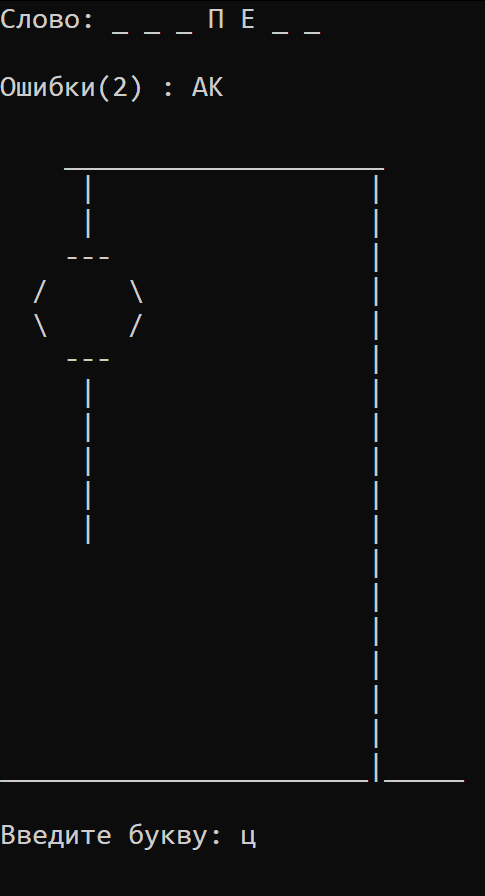 Слово: _ _ _ П Е _ _
Ошибки(2) : АК
Введите букву: ц